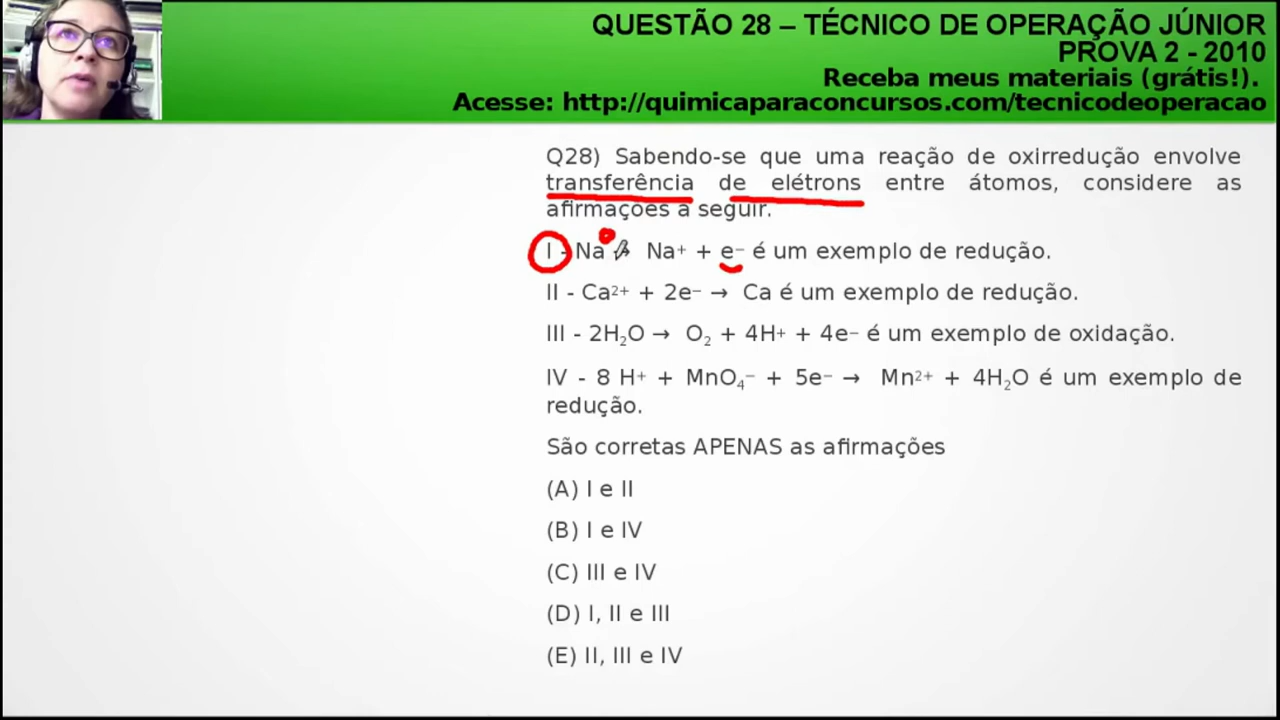 QUESTÃO 28 – TÉCNICO DE OPERAÇÃO JÚNIOR
PROVA 2 - 2010
Receba meus materiais (grátis!).
Acesse: http://quimicaparaconcursos.com/tecnicodeoperacao
Q28) Sabendo-se que uma reação de oxirredução envolve
transferência de elétrons entre átomos, considere as
afirmações a seguir.
I - Na → Na⁺ + e⁻ é um exemplo de redução.
II - Ca²⁺ + 2e⁻ → Ca é um exemplo de redução.
III - 2H₂O → O₂ + 4H⁺ + 4e⁻ é um exemplo de oxidação.
IV - 8 H⁺ + MnO₄⁻ + 5e⁻ → Mn²⁺ + 4H₂O é um exemplo de
redução.
São corretas APENAS as afirmações
(A) I e II
(B) I e IV
(C) III e IV
(D) I, II e III
(E) II, III e IV